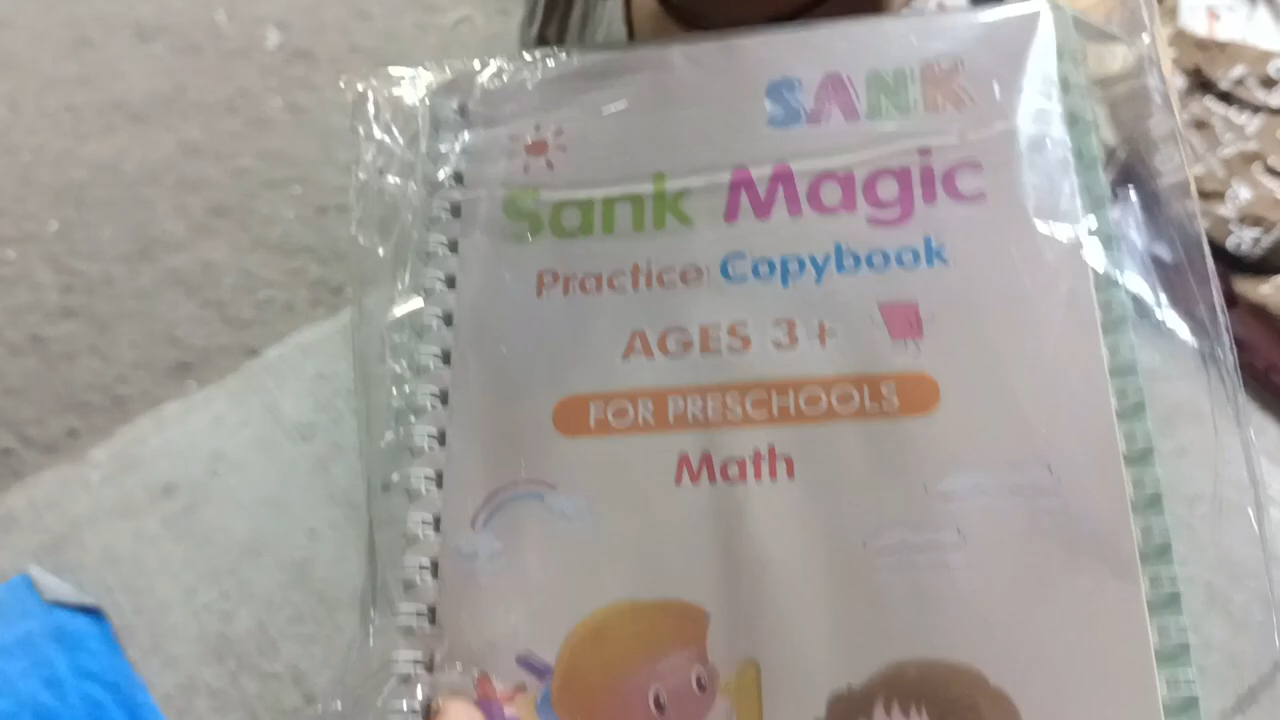 SANK
Sank Magic
Practice Copybook
AGES 3+
FOR PRESCHOOLS
Math